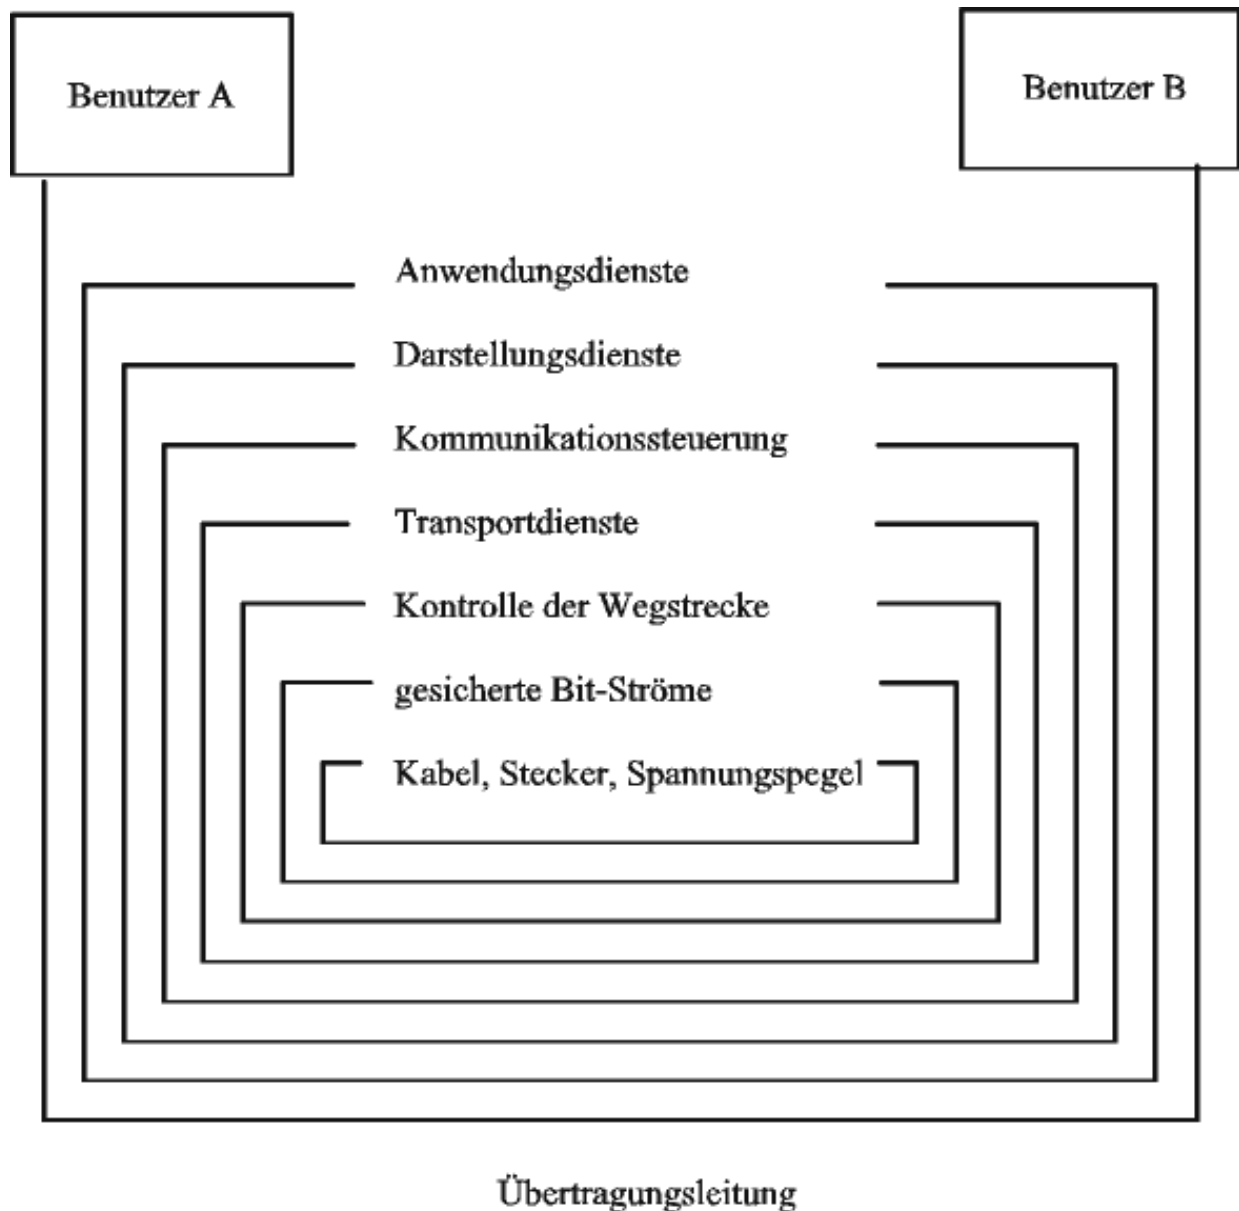 Benutzer A
Benutzer B
Anwendungsdienste
Darstellungsdienste
Kommunikationssteuerung
Transportdienste
Kontrolle der Wegstrecke
gesicherte Bit-Ströme
Kabel, Stecker, Spannungspegel
Übertragungsleitung